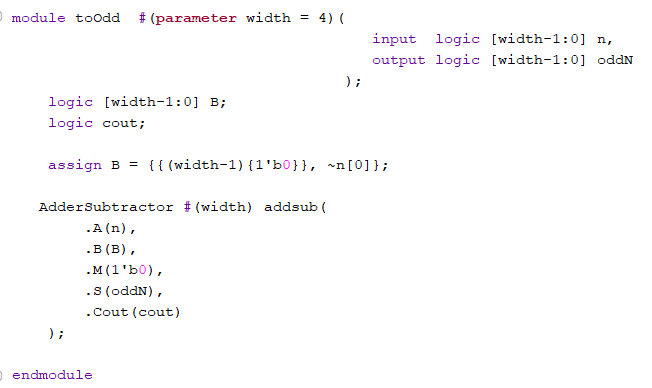 module toOdd #(parameter width = 4)(
input logic [width-1:0] n,
output logic [width-1:0] oddN
);
logic [width-1:0] B;
logic cout;
assign B = {{(width-1){1'b0}}, ~n[0]};
AdderSubtractor #(width) addsub(
.A(n),
.B(B),
.M(1'b0),
.S(oddN),
.Cout(cout)
);
endmodule